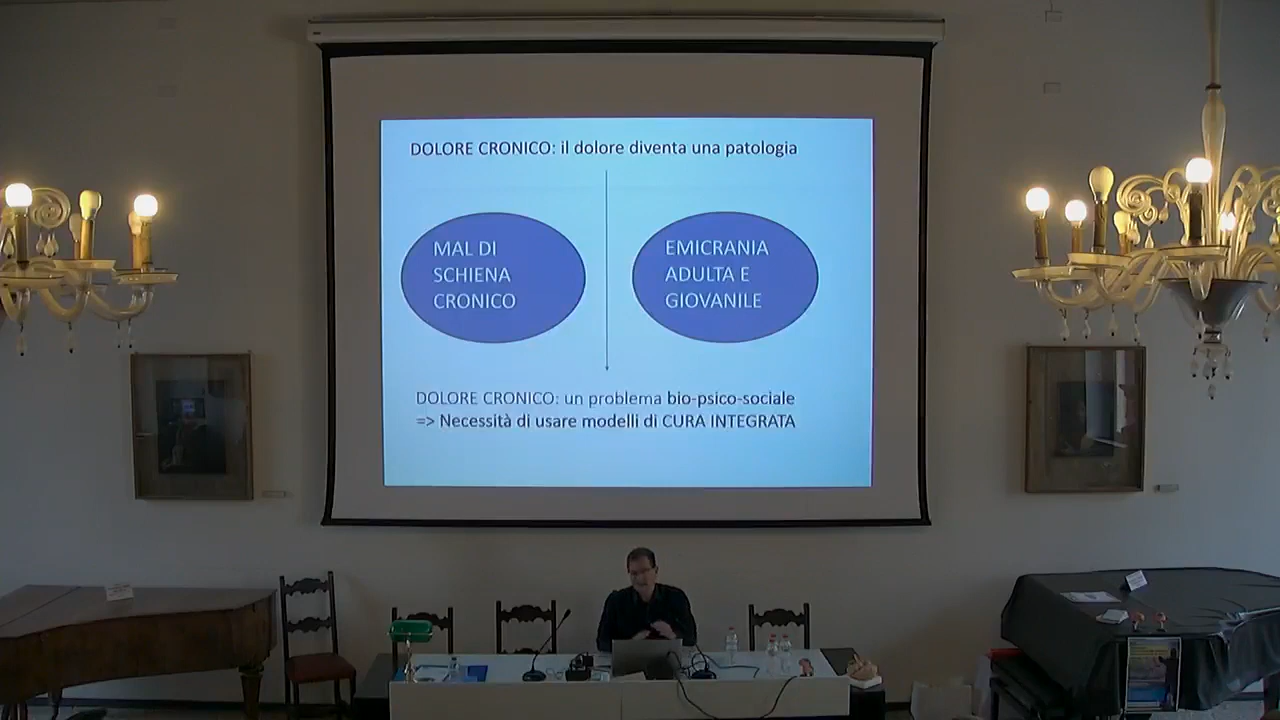 DOLORE CRONICO: il dolore diventa una patologia
MAL DI
SCHIENA
CRONICO
EMICRANIA
ADULTA E
GIOVANILE
DOLORE CRONICO: un problema bio-psico-sociale
=> Necessità di usare modelli di CURA INTEGRATA